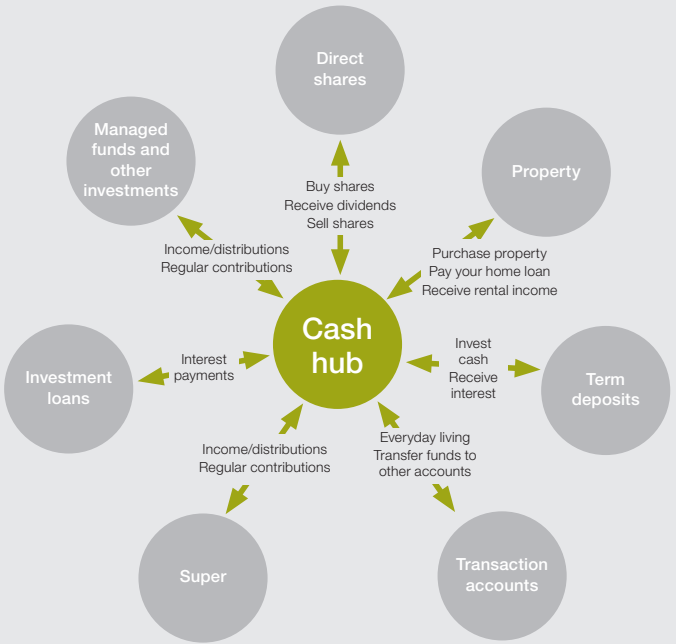 Direct
shares
Managed
funds and
other
investments
Property
Buy shares
Receive dividends
Sell shares
Income/distributions
Regular contributions
Purchase property
Pay your home loan
Receive rental income
Cash
hub
Investment
loans
Interest
payments
Invest
cash
Receive
interest
Term
deposits
Income/distributions
Regular contributions
Everyday living
Transfer funds to
other accounts
Super
Transaction
accounts